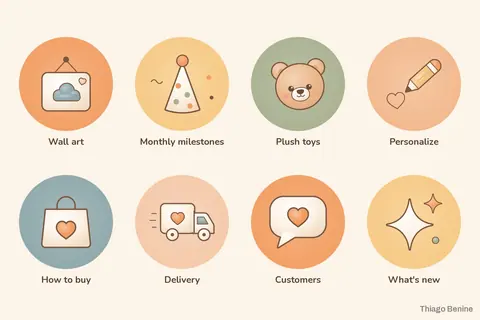 Wall art
Monthly milestones
Plush toys
Personalize
How to buy
Delivery
Customers
What's new
Thiago Benine